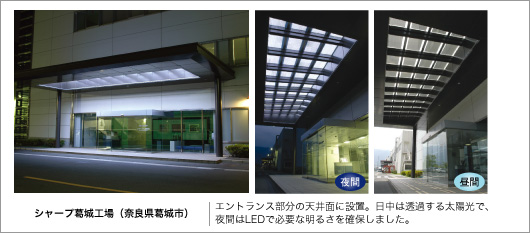 夜間
昼間
シャープ葛城工場（奈良県葛城市）
エントランス部分の天井面に設置。日中は透過する太陽光で、
夜間はLEDで必要な明るさを確保しました。